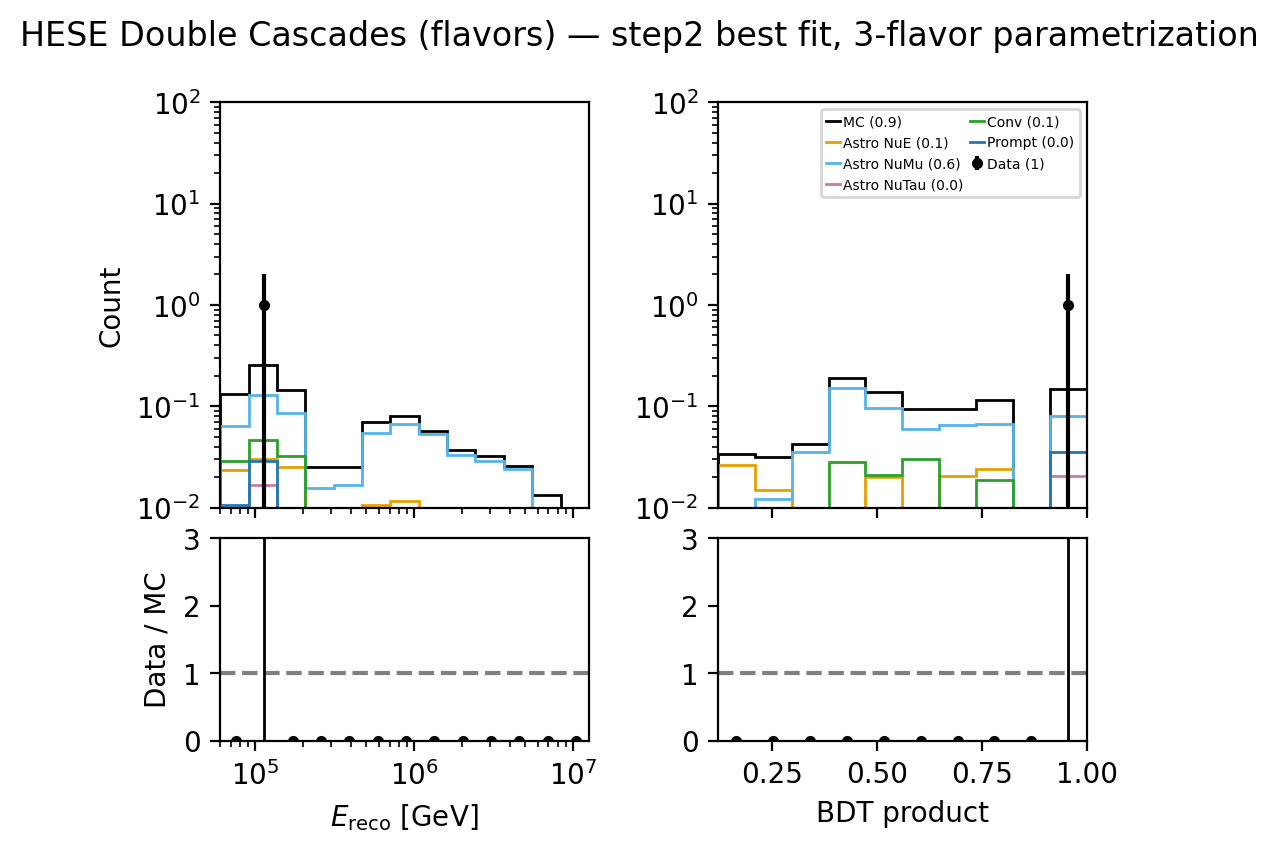 HESE Double Cascades (flavors) — step2 best fit, 3-flavor parametrization
Count
10²
10¹
10⁰
10⁻¹
10⁻²
10²
10¹
10⁰
10⁻¹
10⁻²
MC (0.9)
Astro NuE (0.1)
Astro NuMu (0.6)
Astro NuTau (0.0)
Conv (0.1)
Prompt (0.0)
Data (1)
Data / MC
3
2
1
0
10⁵ 10⁶ 10⁷
E_reco [GeV]
3
2
1
0
0.25 0.50 0.75 1.00
BDT product